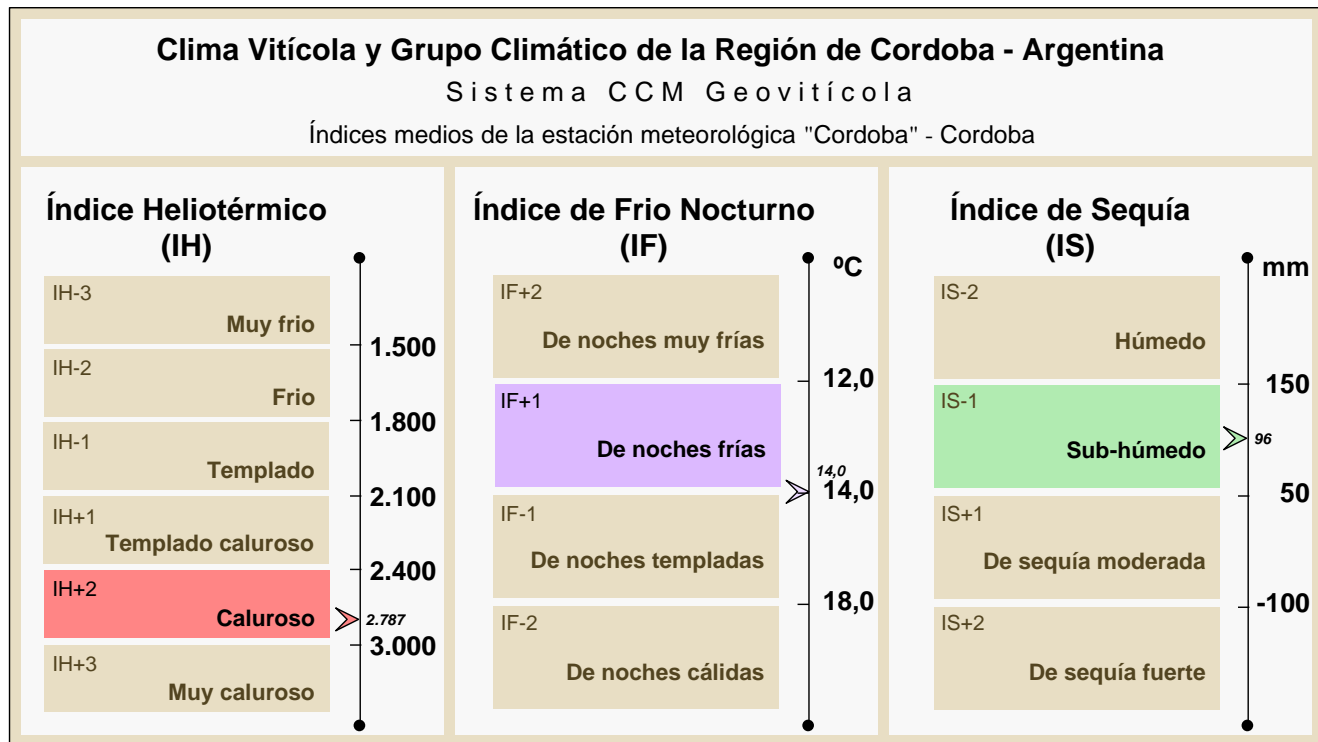 Clima Vitícola y Grupo Climático de la Región de Cordoba - Argentina
Sistema CCM Geovitícola
Índices medios de la estación meteorológica "Cordoba" - Cordoba
Índice Heliotérmico
(IH)
IH-3
Muy frio
1.500
IH-2
Frio
1.800
IH-1
Templado
2.100
IH+1
Templado caluroso
2.400
IH+2
Caluroso
2.787
3.000
IH+3
Muy caluroso
Índice de Frio Nocturno
(IF)
ºC
IF+2
De noches muy frías
12,0
IF+1
De noches frías
14,0
14,0
IF-1
De noches templadas
18,0
IF-2
De noches cálidas
Índice de Sequía
(IS)
mm
IS-2
Húmedo
150
IS-1
Sub-húmedo
96
50
IS+1
De sequía moderada
-100
IS+2
De sequía fuerte